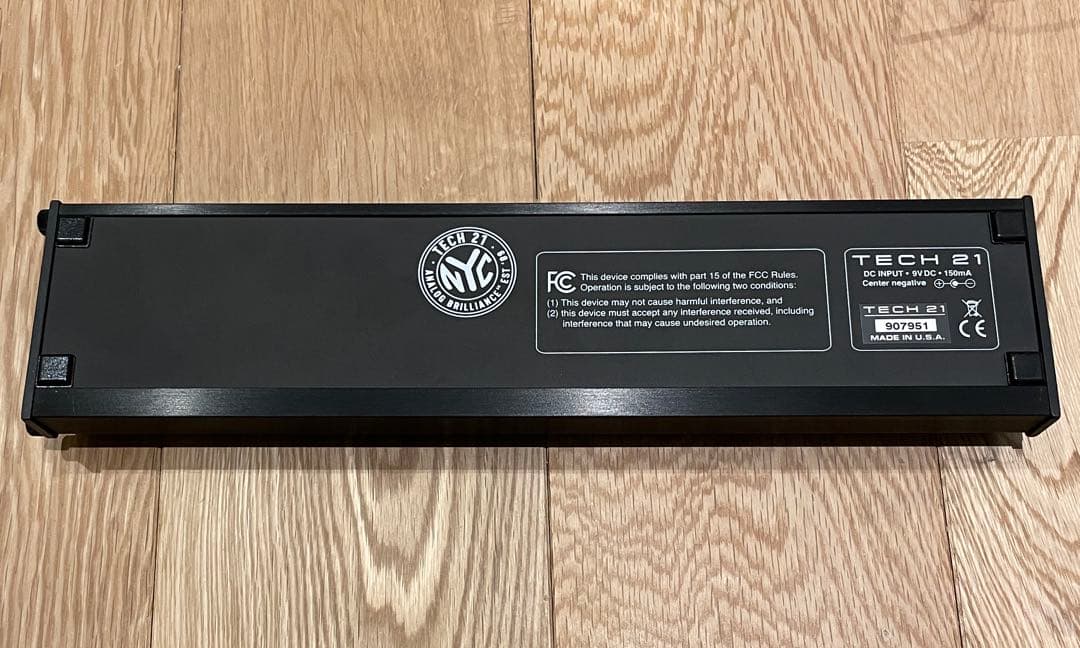 TECH 21 · 89
NYC
ANALOG BRILLIANCE™ EST
FC This device complies with part 15 of the FCC Rules.
Operation is subject to the following two conditions:
(1) This device may not cause harmful interference, and
(2) this device must accept any interference received, including
interference that may cause undesired operation.
TECH 21
DC INPUT • 9V DC • 150mA
Center negative
TECH 21
907951
MADE IN U.S.A.
CE